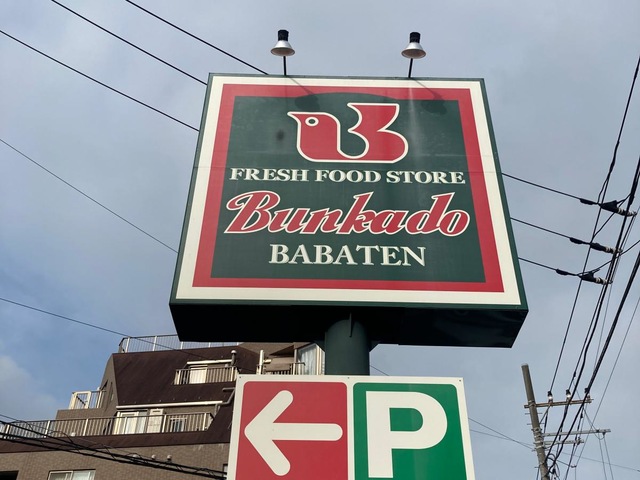 FRESH FOOD STORE
Bunkado
BABATEN
P